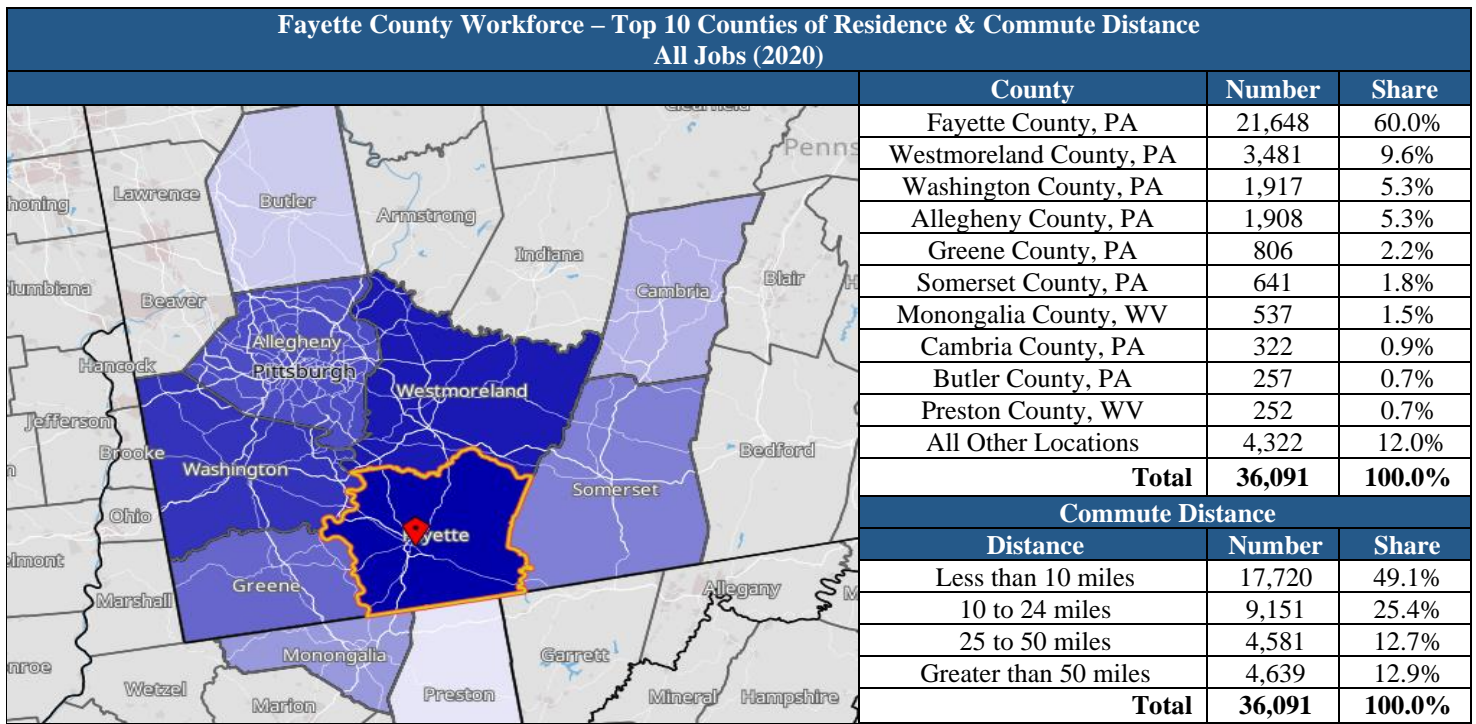 Fayette County Workforce – Top 10 Counties of Residence & Commute Distance
All Jobs (2020)
County Number Share
Fayette County, PA 21,648 60.0%
Westmoreland County, PA 3,481 9.6%
Washington County, PA 1,917 5.3%
Allegheny County, PA 1,908 5.3%
Greene County, PA 806 2.2%
Somerset County, PA 641 1.8%
Monongalia County, WV 537 1.5%
Cambria County, PA 322 0.9%
Butler County, PA 257 0.7%
Preston County, WV 252 0.7%
All Other Locations 4,322 12.0%
Total 36,091 100.0%
Commute Distance
Distance Number Share
Less than 10 miles 17,720 49.1%
10 to 24 miles 9,151 25.4%
25 to 50 miles 4,581 12.7%
Greater than 50 miles 4,639 12.9%
Total 36,091 100.0%
Clearfield
Penns
Lawrence
Butler
honing
Armstrong
Indiana
Blair
lumbiana
Beaver
Cambria
Allegheny
Hancock
Pittsburgh
Westmoreland
Jefferson
Brooke
Bedford
Washington
Somerset
Ohio
yette
elmont
Greene
Allegany
Marshall
Monongalia
Garrett
nroe
Wetzel
Preston
Mineral
Hampshire
Marion